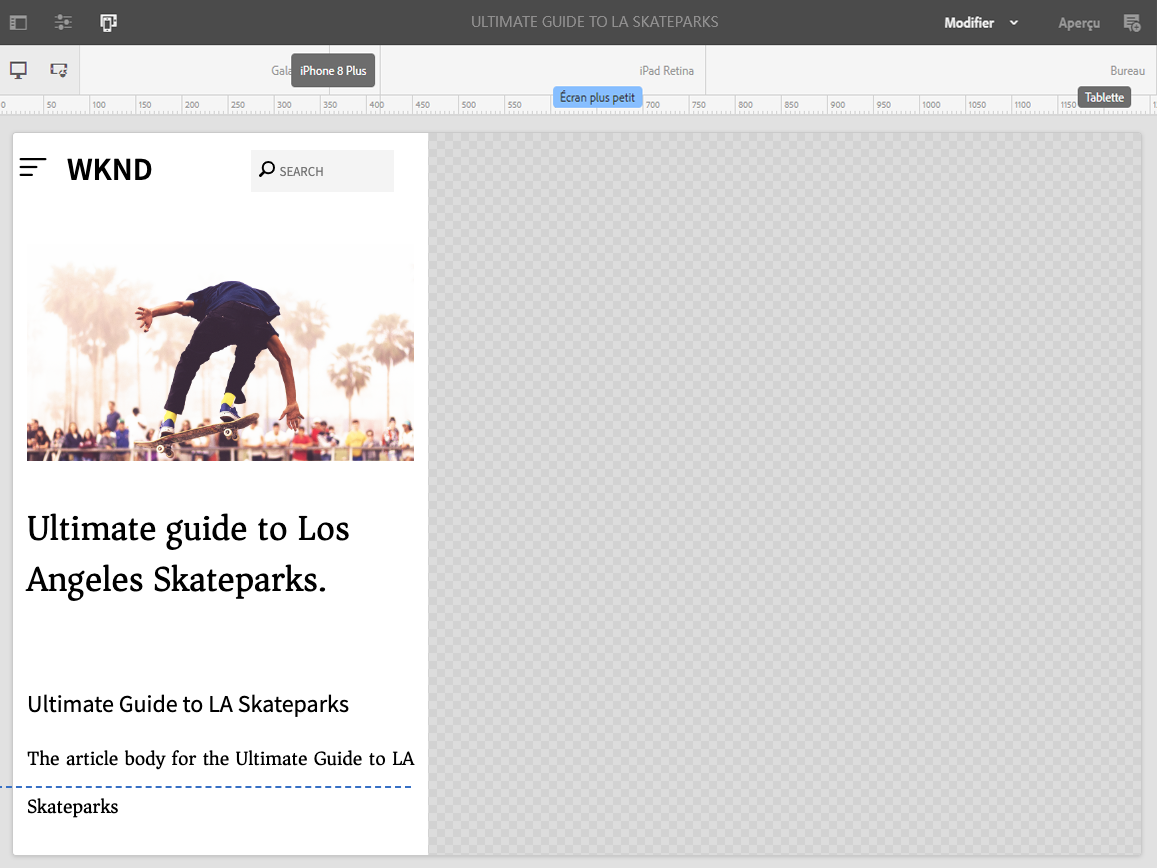 ULTIMATE GUIDE TO LA SKATEPARKS
Modifier
Aperçu
iPhone 8 Plus
iPad Retina
Bureau
0 50 100 150 200 250 300 350 400 450 500 550
Écran plus petit
700 750 800 850 900 950 1000 1050 1100 1150
Tablette
WKND
SEARCH
Ultimate guide to Los
Angeles Skateparks.
Ultimate Guide to LA Skateparks
The article body for the Ultimate Guide to LA
Skateparks